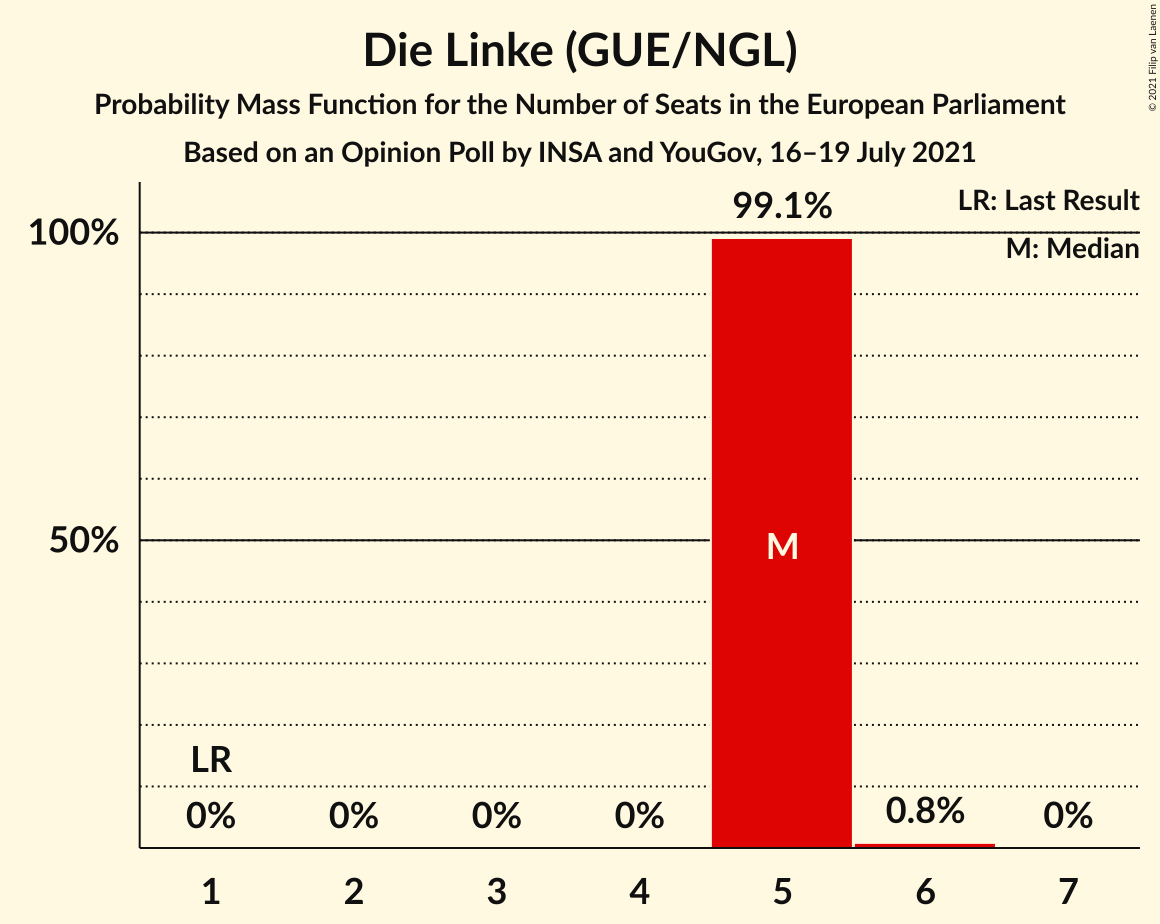 Die Linke (GUE/NGL)
Probability Mass Function for the Number of Seats in the European Parliament
Based on an Opinion Poll by INSA and YouGov, 16–19 July 2021
© 2021 Filip van Laenen
LR: Last Result
M: Median
100%
50%
99.1%
M
LR
0%
0%
0%
0%
0.8%
0%
1
2
3
4
5
6
7